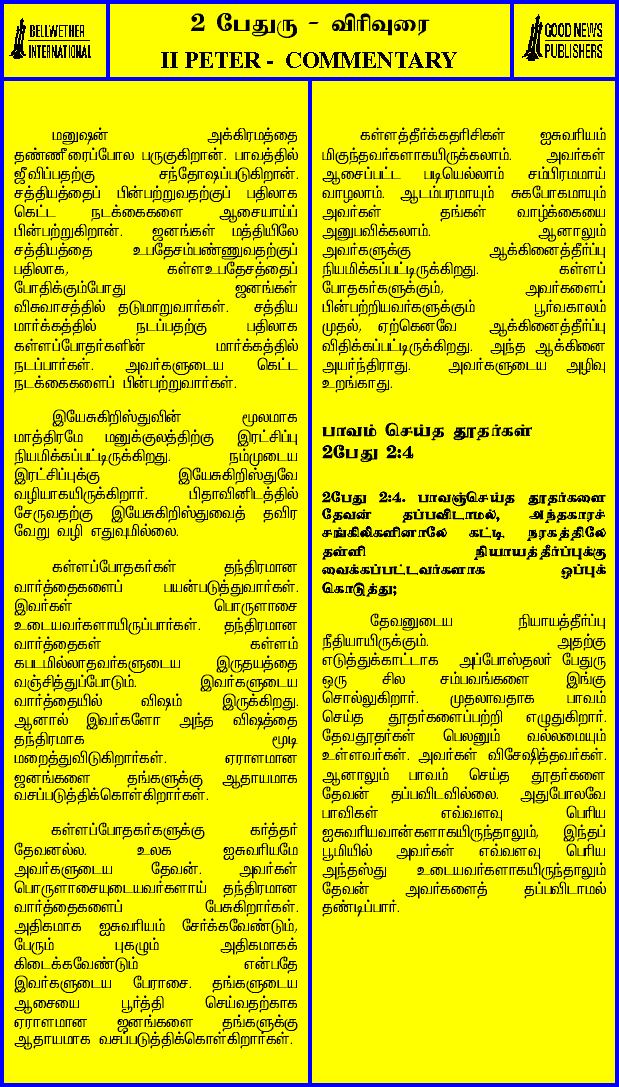 BELLWETHER
INTERNATIONAL
2 பேதுரு - விரிவுரை
II PETER - COMMENTARY
GOOD NEWS
PUBLISHERS
மனுஷன் அக்கிரமத்தை
தண்ணீரைப்போல பருகுகிறான். பாவத்தில்
ஜீவிப்பதற்கு சந்தோஷப்படுகிறான்.
சத்தியத்தைப் பின்பற்றுவதற்குப் பதிலாக
கெட்ட நடக்கைகளை ஆசையாய்ப்
பின்பற்றுகிறான். ஜனங்கள் மத்தியிலே
சத்தியத்தை உபதேசம்பண்ணுவதற்குப்
பதிலாக, கள்ளஉபதேசத்தைப்
போதிக்கும்போது ஜனங்கள்
விசுவாசத்தில் தடுமாறுவார்கள். சத்திய
மார்க்கத்தில் நடப்பதற்கு பதிலாக
கள்ளப்போதர்களின் மார்க்கத்தில்
நடப்பார்கள். அவர்களுடைய கெட்ட
நடக்கைகளைப் பின்பற்றுவார்கள்.
இயேசுகிறிஸ்துவின் மூலமாக
மாத்திரமே மனுக்குலத்திற்கு இரட்சிப்பு
நியமிக்கப்பட்டிருக்கிறது. நம்முடைய
இரட்சிப்புக்கு இயேசுகிறிஸ்துவே
வழியாகயிருக்கிறார். பிதாவினிடத்தில்
சேருவதற்கு இயேசுகிறிஸ்துவைத் தவிர
வேறு வழி எதுவுமில்லை.
கள்ளப்போதகர்கள் தந்திரமான
வார்த்தைகளைப் பயன்படுத்துவார்கள்.
இவர்கள் பொருளாசை
உடையவர்களாயிருப்பார்கள். தந்திரமான
வார்த்தைகள் கள்ளம்
கபடமில்லாதவர்களுடைய இருதயத்தை
வஞ்சித்துப்போடும். இவர்களுடைய
வார்த்தையில் விஷம் இருக்கிறது.
ஆனால் இவர்களோ அந்த விஷத்தை
தந்திரமாக மூடி
மறைத்துவிடுகிறார்கள். ஏராளமான
ஜனங்களை தங்களுக்கு ஆதாயமாக
வசப்படுத்திக்கொள்கிறார்கள்.
கள்ளப்போதகர்களுக்கு கர்த்தர்
தேவனல்ல. உலக ஐசுவரியமே
அவர்களுடைய தேவன். அவர்கள்
பொருளாசையுடையவர்களாய் தந்திரமான
வார்த்தைகளைப் பேசுகிறார்கள்.
அதிகமாக ஐசுவரியம் சேர்க்கவேண்டும்,
பேரும் புகழும் அதிகமாகக்
கிடைக்கவேண்டும் என்பதே
இவர்களுடைய பேராசை. தங்களுடைய
ஆசையை பூர்த்தி செய்வதற்காக
ஏராளமான ஜனங்களை தங்களுக்கு
ஆதாயமாக வசப்படுத்திக்கொள்கிறார்கள்.
கள்ளத்தீர்க்கதரிசிகள் ஐசுவரியம்
மிகுந்தவர்களாகயிருக்கலாம். அவர்கள்
ஆசைப்பட்ட படியெல்லாம் சம்பிரமமாய்
வாழலாம். ஆடம்பரமாயும் சுகபோகமாயும்
அவர்கள் தங்கள் வாழ்க்கையை
அனுபவிக்கலாம். ஆனாலும்
அவர்களுக்கு ஆக்கினைத்தீர்ப்பு
நியமிக்கப்பட்டிருக்கிறது. கள்ளப்
போதகர்களுக்கும், அவர்களைப்
பின்பற்றியவர்களுக்கும் பூர்வகாலம்
முதல், ஏற்கெனவே ஆக்கினைத்தீர்ப்பு
விதிக்கப்பட்டிருக்கிறது. அந்த ஆக்கினை
அயர்ந்திராது. அவர்களுடைய அழிவு
உறங்காது.
பாவம் செய்த தூதர்கள்
2பேது 2:4
2பேது 2:4. பாவஞ்செய்த தூதர்களை
தேவன் தப்பவிடாமல், அந்தகாரச்
சங்கிலிகளினாலே கட்டி, நரகத்திலே
தள்ளி நியாயத்தீர்ப்புக்கு
வைக்கப்பட்டவர்களாக ஒப்புக்
கொடுத்து;
தேவனுடைய நியாயத்தீர்ப்பு
நீதியாயிருக்கும். அதற்கு
எடுத்துக்காட்டாக அப்போஸ்தலர் பேதுரு
ஒரு சில சம்பவங்களை இங்கு
சொல்லுகிறார். முதலாவதாக பாவம்
செய்த தூதர்களைப்பற்றி எழுதுகிறார்.
தேவதூதர்கள் பெலனும் வல்லமையும்
உள்ளவர்கள். அவர்கள் விசேஷித்தவர்கள்.
ஆனாலும் பாவம் செய்த தூதர்களை
தேவன் தப்பவிடவில்லை. அதுபோலவே
பாவிகள் எவ்வளவு பெரிய
ஐசுவரியவான்களாகயிருந்தாலும், இந்தப்
பூமியில் அவர்கள் எவ்வளவு பெரிய
அந்தஸ்து உடையவர்களாகயிருந்தாலும்
தேவன் அவர்களைத் தப்பவிடாமல்
தண்டிப்பார்.